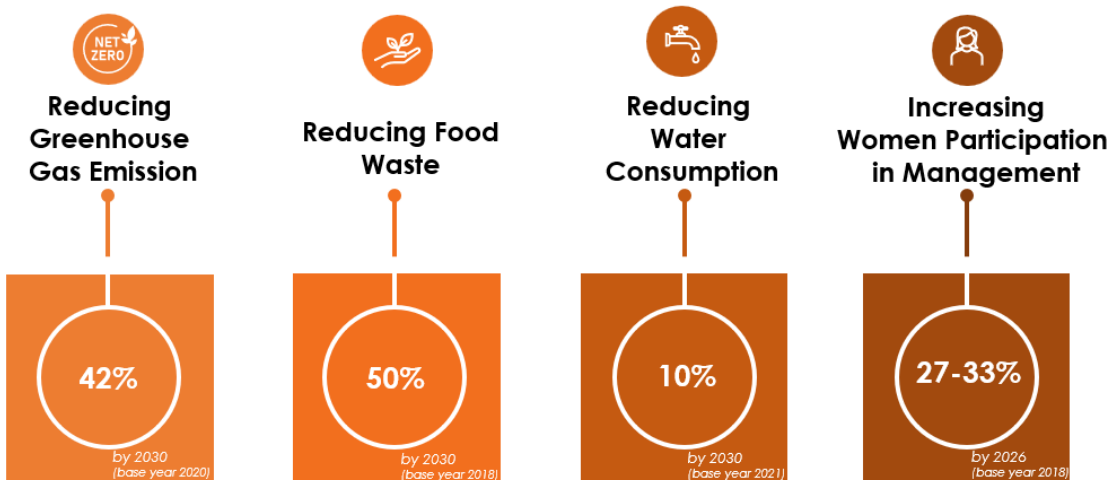 NET
ZERO
Reducing
Greenhouse
Gas Emission
42%
by 2030
(base year 2020)
Reducing Food
Waste
50%
by 2030
(base year 2018)
Reducing
Water
Consumption
10%
by 2030
(base year 2021)
Increasing
Women Participation
in Management
27-33%
by 2026
(base year 2018)